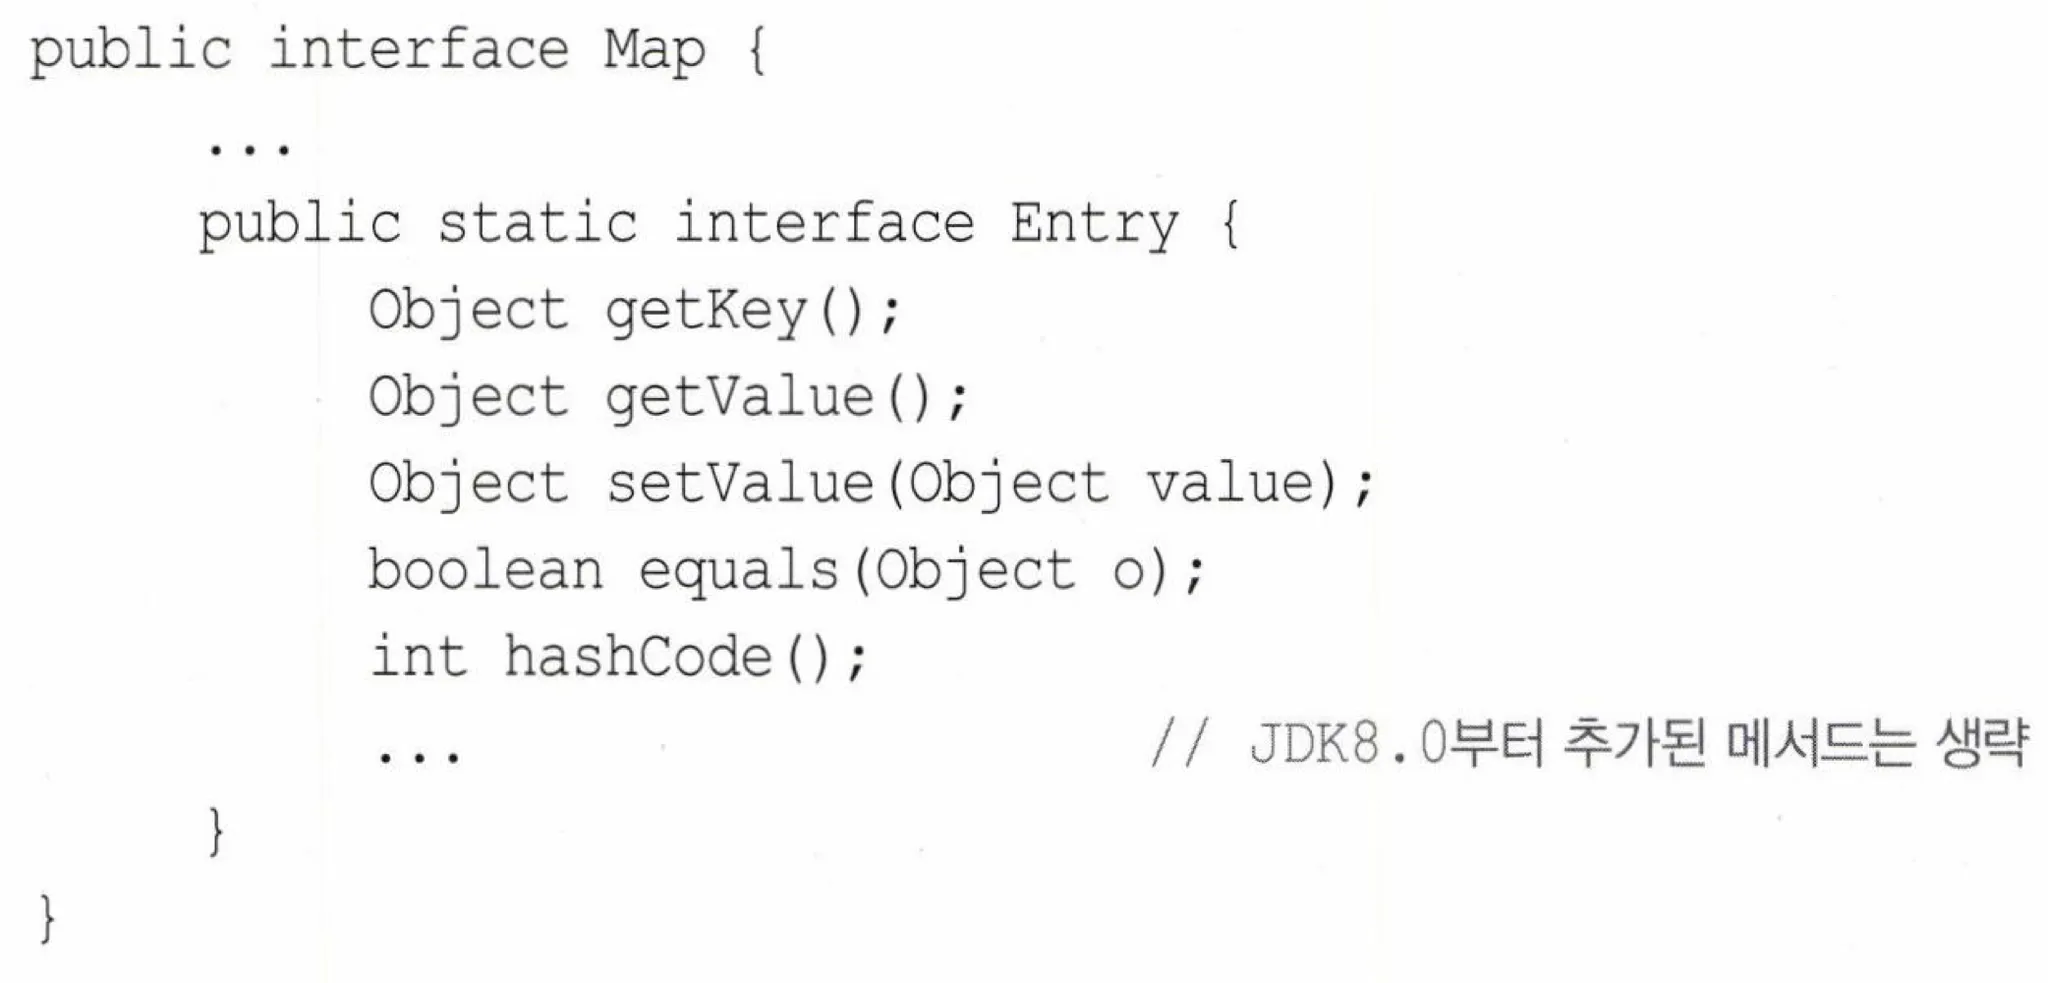 public interface Map {
...
public static interface Entry {
Object getKey();
Object getValue();
Object setValue(Object value);
boolean equals(Object o);
int hashCode();
... // JDK8.0부터 추가된 메서드는 생략
}
}